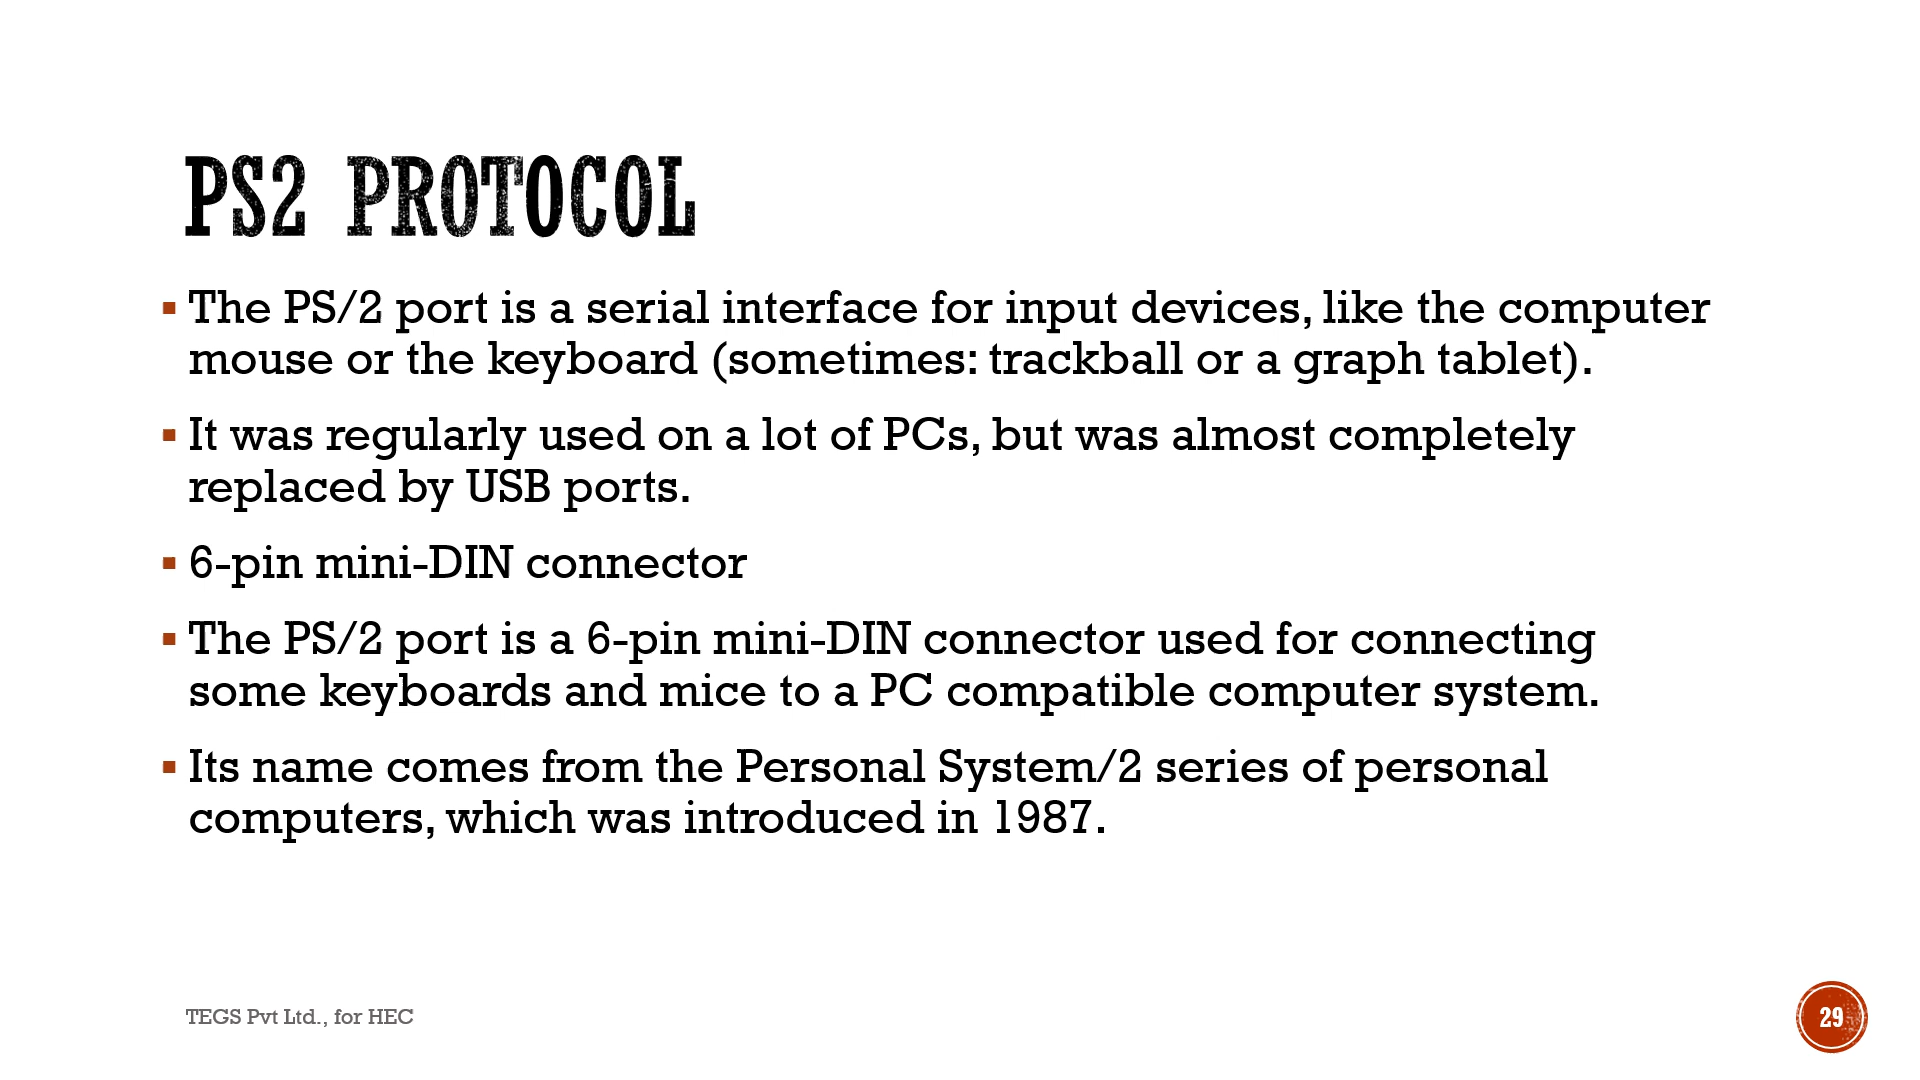 PS2 PROTOCOL
▪ The PS/2 port is a serial interface for input devices, like the computer
mouse or the keyboard (sometimes: trackball or a graph tablet).
▪ It was regularly used on a lot of PCs, but was almost completely
replaced by USB ports.
▪ 6-pin mini-DIN connector
▪ The PS/2 port is a 6-pin mini-DIN connector used for connecting
some keyboards and mice to a PC compatible computer system.
▪ Its name comes from the Personal System/2 series of personal
computers, which was introduced in 1987.
TEGS Pvt Ltd., for HEC
29